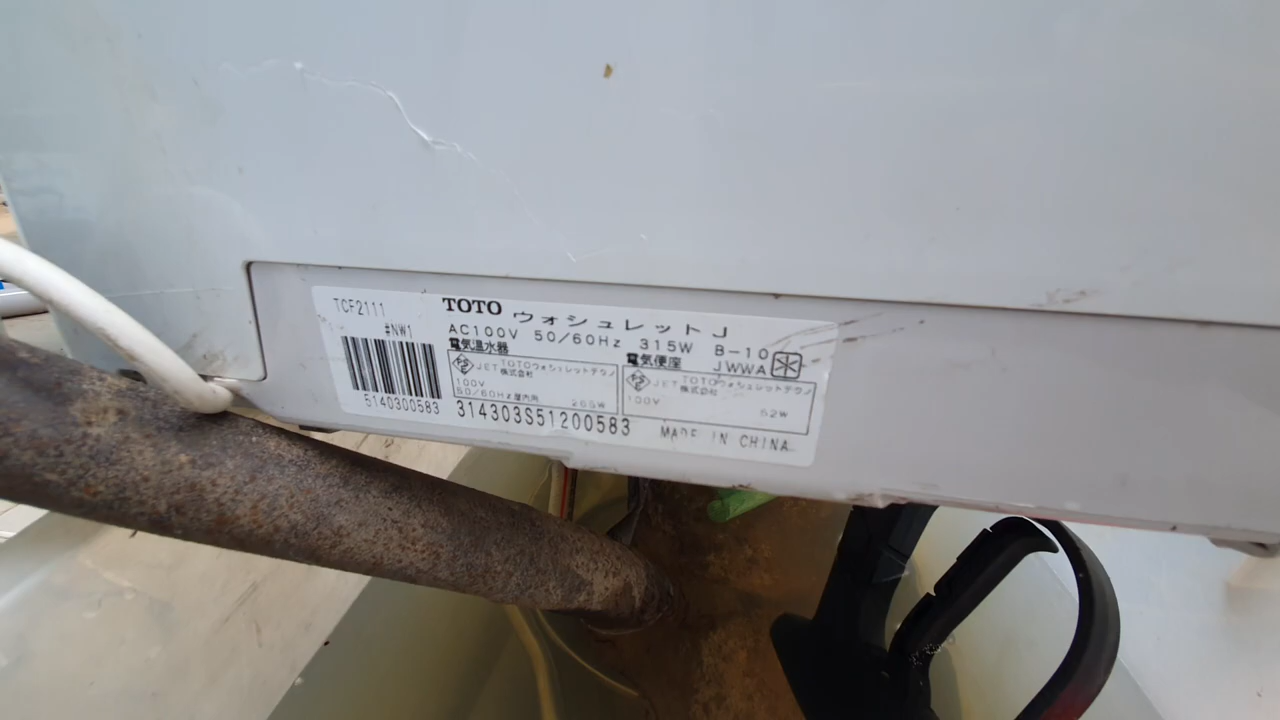 TCF2111
#NW1
5140300583
TOTO ウォシュレットJ
AC100V 50/60Hz 315W B-10
電気温水器
JET TOTOウォシュレットテクノ
株式会社
100V
50/60Hz 屋内用 265W
電気便座 JWWA
JET TOTOウォシュレットテクノ
株式会社
100V 52W
314303S51200583
MADE IN CHINA